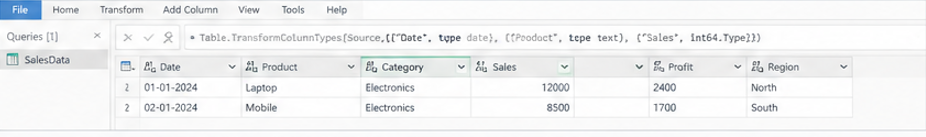 File Home Transform Add Column View Tools Help
Queries [1] × = Table.TransformColumnTypes(Source,{{"Date", type date}, {"Product", type text}, {"Sales", int64.Type}})
SalesData
Date Product Category Sales Profit Region
2 01-01-2024 Laptop Electronics 12000 2400 North
2 02-01-2024 Mobile Electronics 8500 1700 South